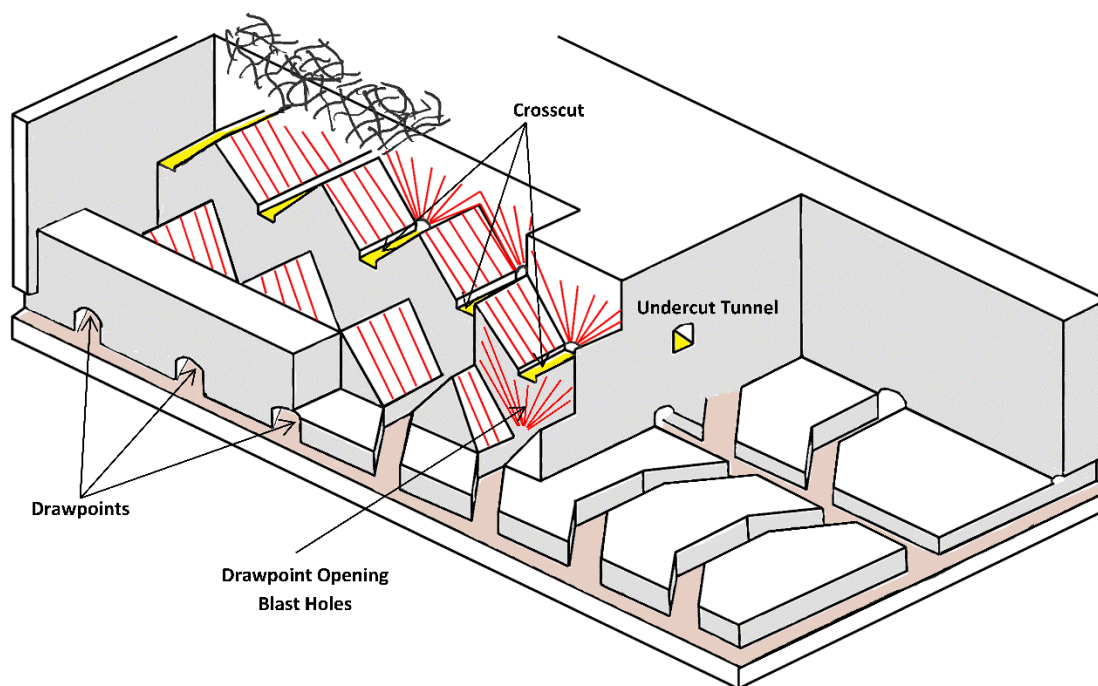 Crosscut
Undercut Tunnel
Drawpoints
Drawpoint Opening
Blast Holes